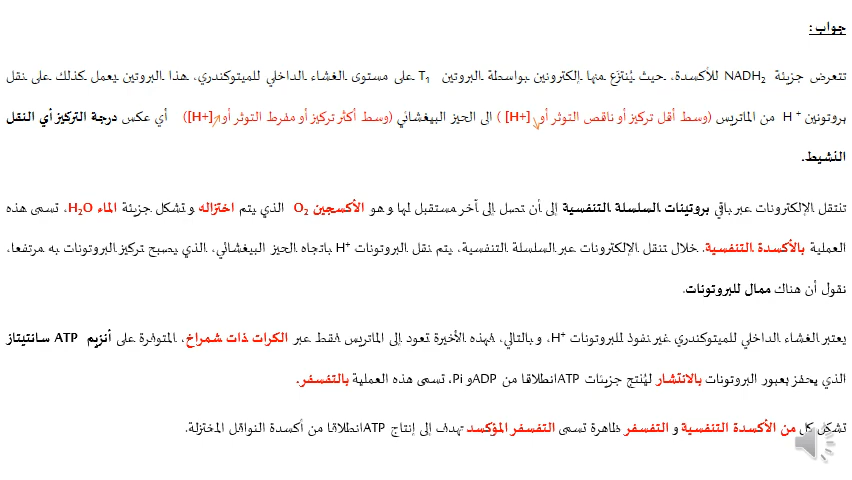 جواب :
تتعرض جزيئة NADH2 للأكسدة، حيث يُنتزَع منها إلكترونين بواسطة البروتين T1 على مستوى الغشاء الداخلي للميتوكندري، هذا البروتين يعمل كذلك على نقل
بروتونين H + من الماتريس (وسط أقل تركيز أو ناقص التوثر أو [H+] ) الى الحيز البيغشائي (وسط أكثر تركيز أو مفرط التوثر أو [H+]) أي عكس درجة التركيز أي النقل
النشيط.
تنتقل الإلكترونات عبر باقي بروتينات السلسلة التنفسية إلى أن تصل إلى آخر مستقبل لها و هو الأكسجين O2 الذي يتم اختزاله و تشكل جزيئة الماء H2O، تسمى هذه
العملية بالأكسدة التنفسية. خلال تنقل الإلكترونات عبر السلسلة التنفسية، يتم نقل البروتونات H+ باتجاه الحيز البيغشائي، الذي يصبح تركيز البروتونات به مرتفعا،
نقول أن هناك ممال للبروتونات.
يعتبر الغشاء الداخلي للميتوكندري غير نفوذ للبروتونات H+، و بالتالي، فهذه الأخيرة تعود إلى الماتريس فقط عبر الكرات ذات شمراخ، المتوفرة على أنزيم ATP سانتيتاز
الذي يحفز بعبور البروتونات بالانتشار ليُنتج جزيئات ATPانطلاقا من ADPو Pi، تسمى هذه العملية بالتفسفر.
تشكل كل من الأكسدة التنفسية و التفسفر ظاهرة تسمى التفسفر المؤكسد تهدف إلى إنتاج ATPانطلاقا من أكسدة النواقل المختزلة.